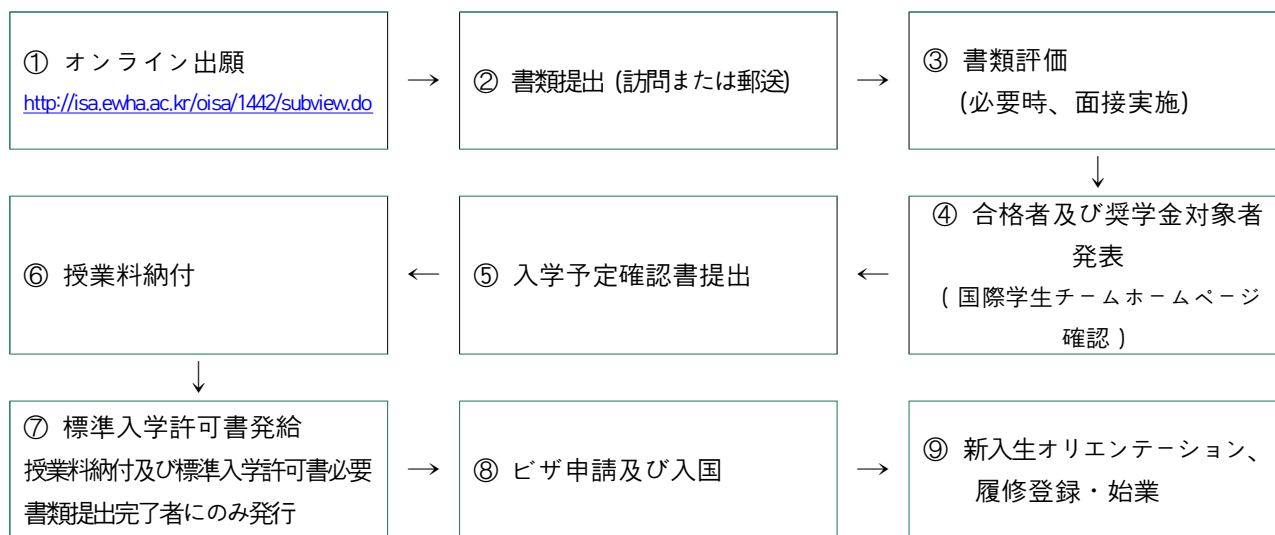 ① オンライン出願
http://isa.ewha.ac.kr/oisa/1442/subview.do
→
② 書類提出 (訪問または郵送)
→
③ 書類評価
(必要時、面接実施)
↓
④ 合格者及び奨学金対象者
発表
( 国際学生チームホームページ
確認 )
←
⑤ 入学予定確認書提出
←
⑥ 授業料納付
↓
⑦ 標準入学許可書発給
授業料納付及び標準入学許可書必要
書類提出完了者にのみ発行
→
⑧ ビザ申請及び入国
→
⑨ 新入生オリエンテーション、
履修登録・始業